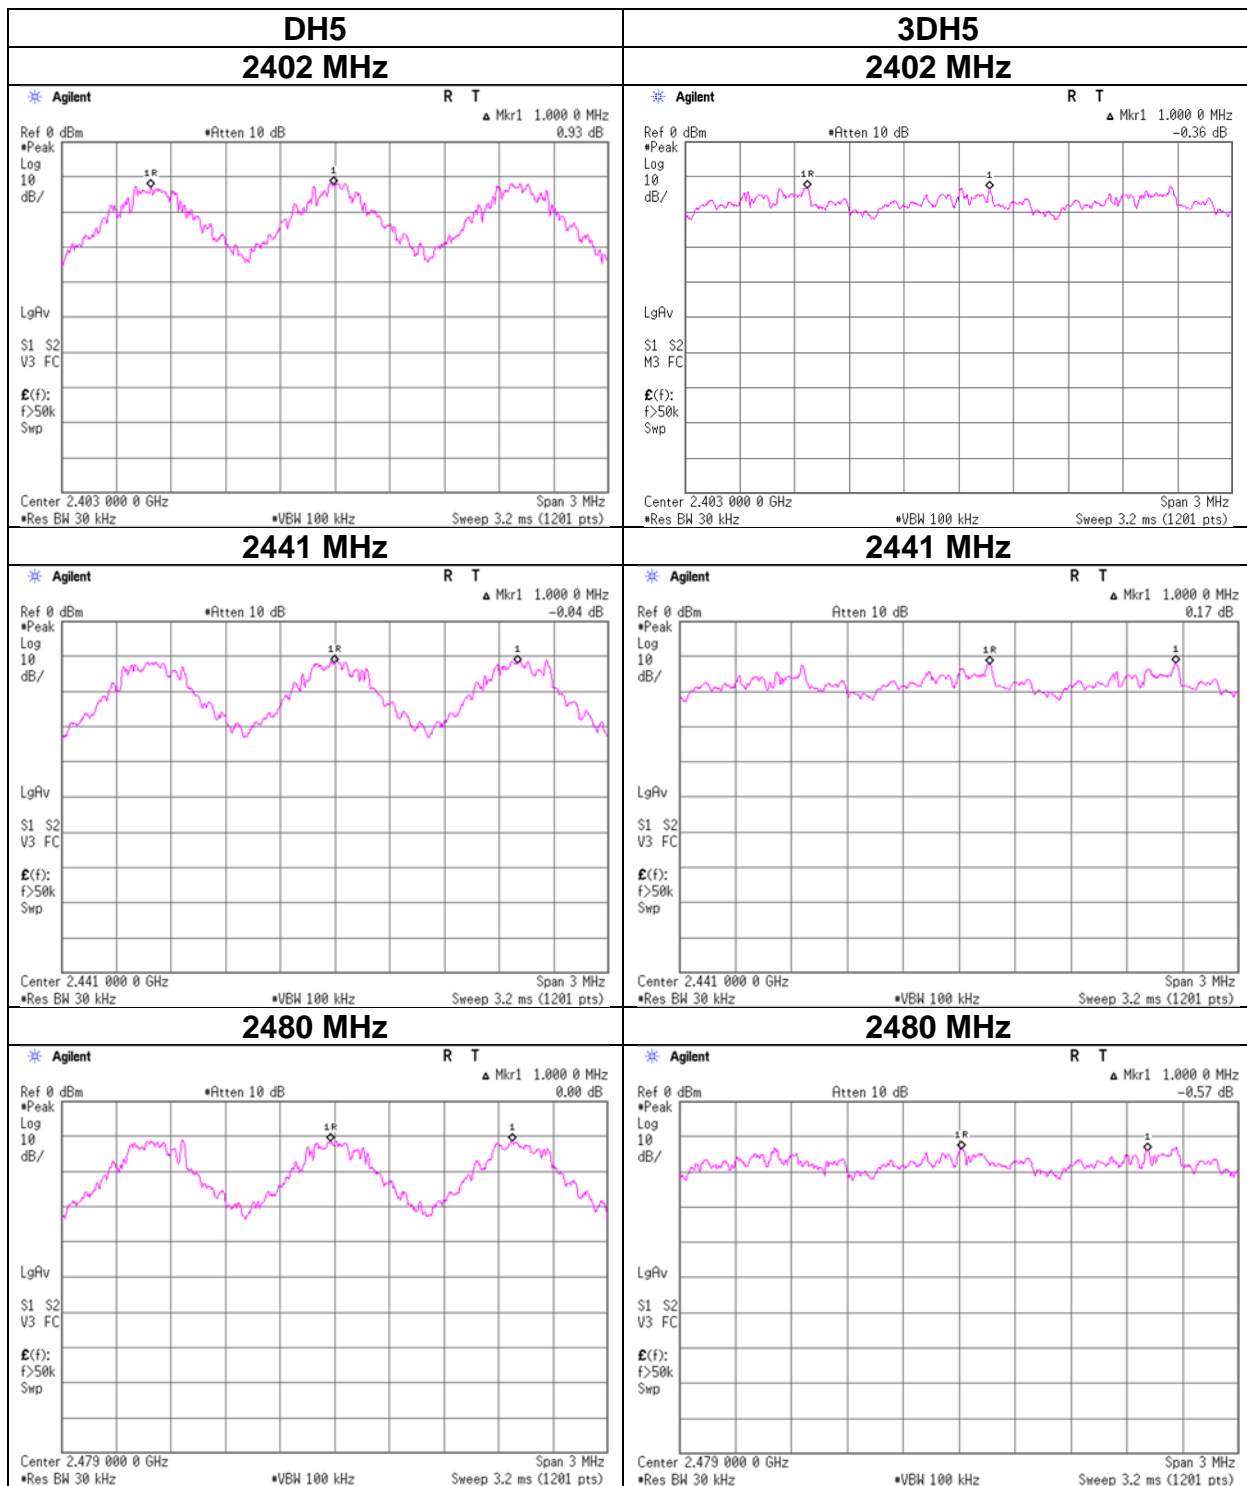 DH5
3DH5
2402 MHz
2402 MHz
Agilent
R T
Δ Mkr1 1.000 0 MHz
Ref 0 dBm #Atten 10 dB 0.93 dB
#Peak
Log
10
dB/
1R
1
LgAv
S1 S2
V3 FC
£(f):
f>50k
Swp
Center 2.403 000 0 GHz Span 3 MHz
#Res BW 30 kHz #VBW 100 kHz Sweep 3.2 ms (1201 pts)
Agilent
R T
Δ Mkr1 1.000 0 MHz
Ref 0 dBm #Atten 10 dB -0.36 dB
#Peak
Log
10
dB/
1R
1
LgAv
S1 S2
M3 FC
£(f):
f>50k
Swp
Center 2.403 000 0 GHz Span 3 MHz
#Res BW 30 kHz #VBW 100 kHz Sweep 3.2 ms (1201 pts)
2441 MHz
2441 MHz
Agilent
R T
Δ Mkr1 1.000 0 MHz
Ref 0 dBm #Atten 10 dB -0.04 dB
#Peak
Log
10
dB/
1R
1
LgAv
S1 S2
V3 FC
£(f):
f>50k
Swp
Center 2.441 000 0 GHz Span 3 MHz
#Res BW 30 kHz #VBW 100 kHz Sweep 3.2 ms (1201 pts)
Agilent
R T
Δ Mkr1 1.000 0 MHz
Ref 0 dBm Atten 10 dB 0.17 dB
#Peak
Log
10
dB/
1R
1
LgAv
S1 S2
V3 FC
£(f):
f>50k
Swp
Center 2.441 000 0 GHz Span 3 MHz
#Res BW 30 kHz #VBW 100 kHz Sweep 3.2 ms (1201 pts)
2480 MHz
2480 MHz
Agilent
R T
Δ Mkr1 1.000 0 MHz
Ref 0 dBm #Atten 10 dB 0.00 dB
#Peak
Log
10
dB/
1R
1
LgAv
S1 S2
V3 FC
£(f):
f>50k
Swp
Center 2.479 000 0 GHz Span 3 MHz
#Res BW 30 kHz #VBW 100 kHz Sweep 3.2 ms (1201 pts)
Agilent
R T
Δ Mkr1 1.000 0 MHz
Ref 0 dBm Atten 10 dB -0.57 dB
#Peak
Log
10
dB/
1R
1
LgAv
S1 S2
V3 FC
£(f):
f>50k
Swp
Center 2.479 000 0 GHz Span 3 MHz
#Res BW 30 kHz #VBW 100 kHz Sweep 3.2 ms (1201 pts)